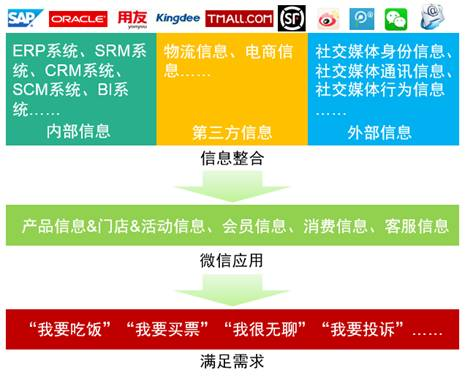 SAP ORACLE 用友 yonyou Kingdee TMALL.COM SF
ERP系统、SRM系
统、CRM系统、
SCM系统、BI系
统……
内部信息
物流信息、电商信
息……
第三方信息
社交媒体身份信息、
社交媒体通讯信息、
社交媒体行为信息
……
外部信息
信息整合
产品信息&门店&活动信息、会员信息、消费信息、客服信息
微信应用
“我要吃饭”“我要买票”“我很无聊”“我要投诉”……
满足需求